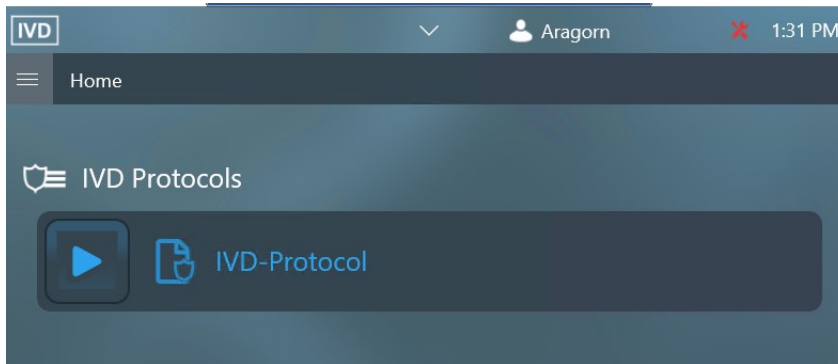 IVD Aragorn 1:31 PM
Home
IVD Protocols
IVD-Protocol